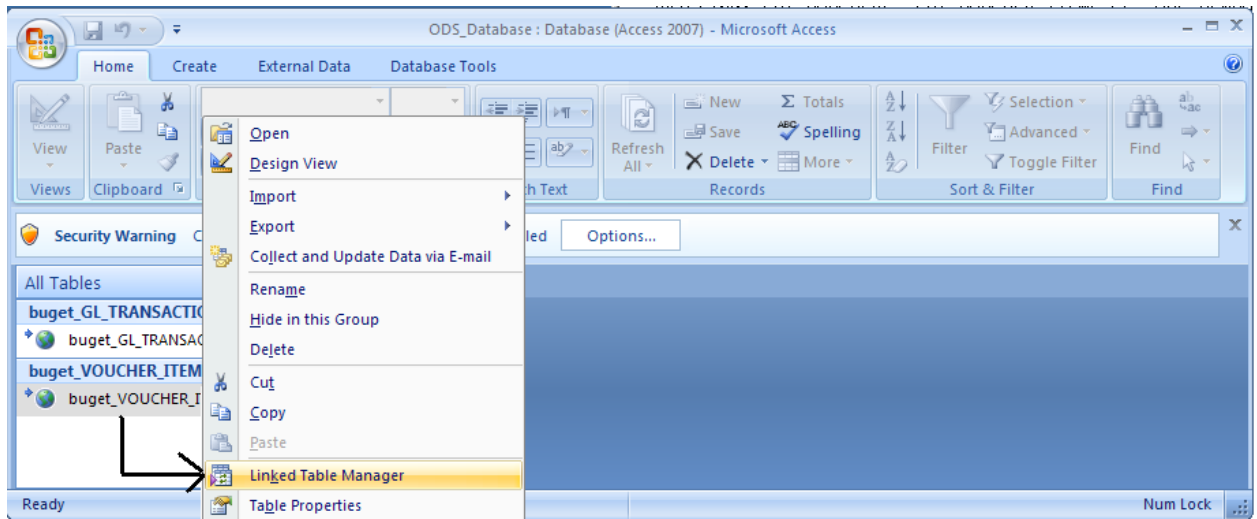 ODS_Database : Database (Access 2007) - Microsoft Access
Home Create External Data Database Tools
View
Paste
Refresh All
New
Save
Delete
Totals
Spelling
More
Filter
Selection
Advanced
Toggle Filter
Find
Views
Clipboard
Text
Records
Sort & Filter
Find
Security Warning
Options...
All Tables
buget_GL_TRANSACTIO
buget_GL_TRANSAC
buget_VOUCHER_ITEM
buget_VOUCHER_I
Open
Design View
Import
Export
Collect and Update Data via E-mail
Rename
Hide in this Group
Delete
Cut
Copy
Paste
Linked Table Manager
Table Properties
Ready
Num Lock